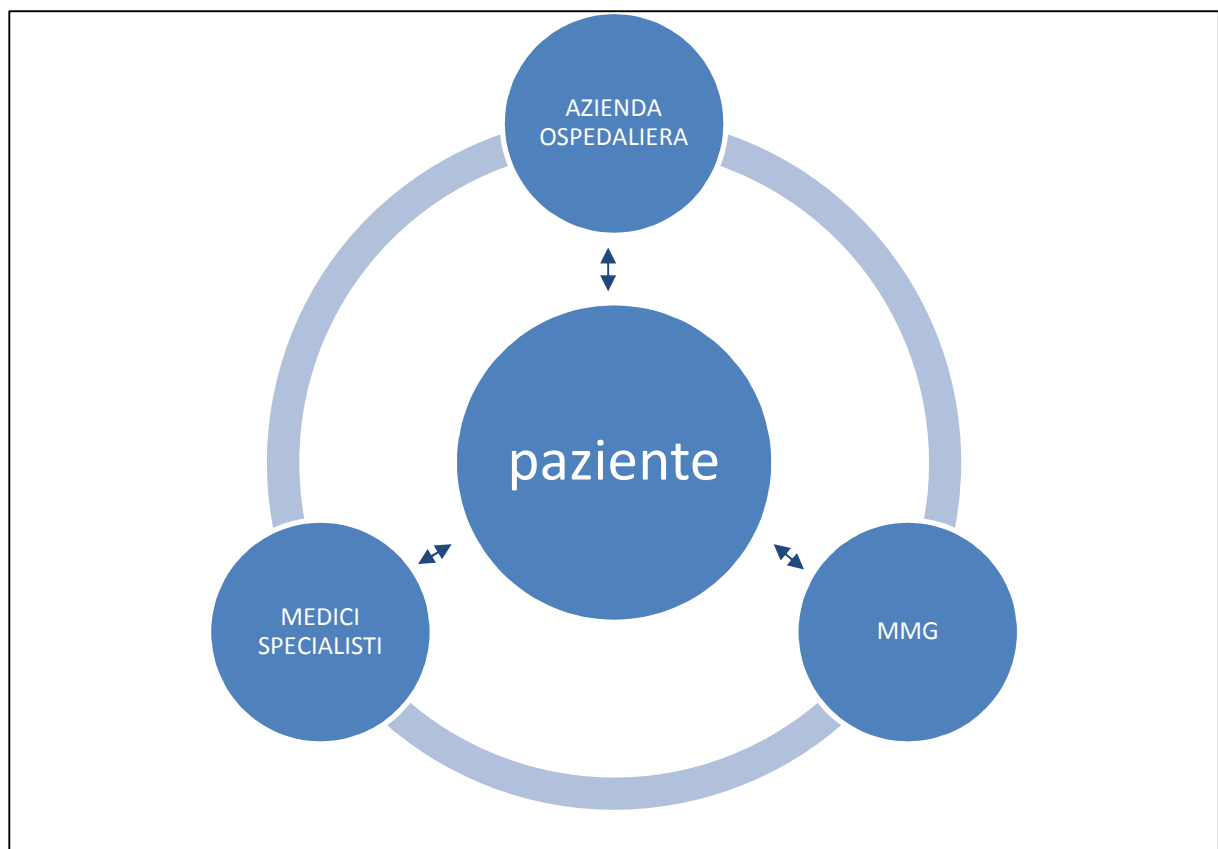 AZIENDA
OSPEDALIERA
paziente
MEDICI
SPECIALISTI
MMG